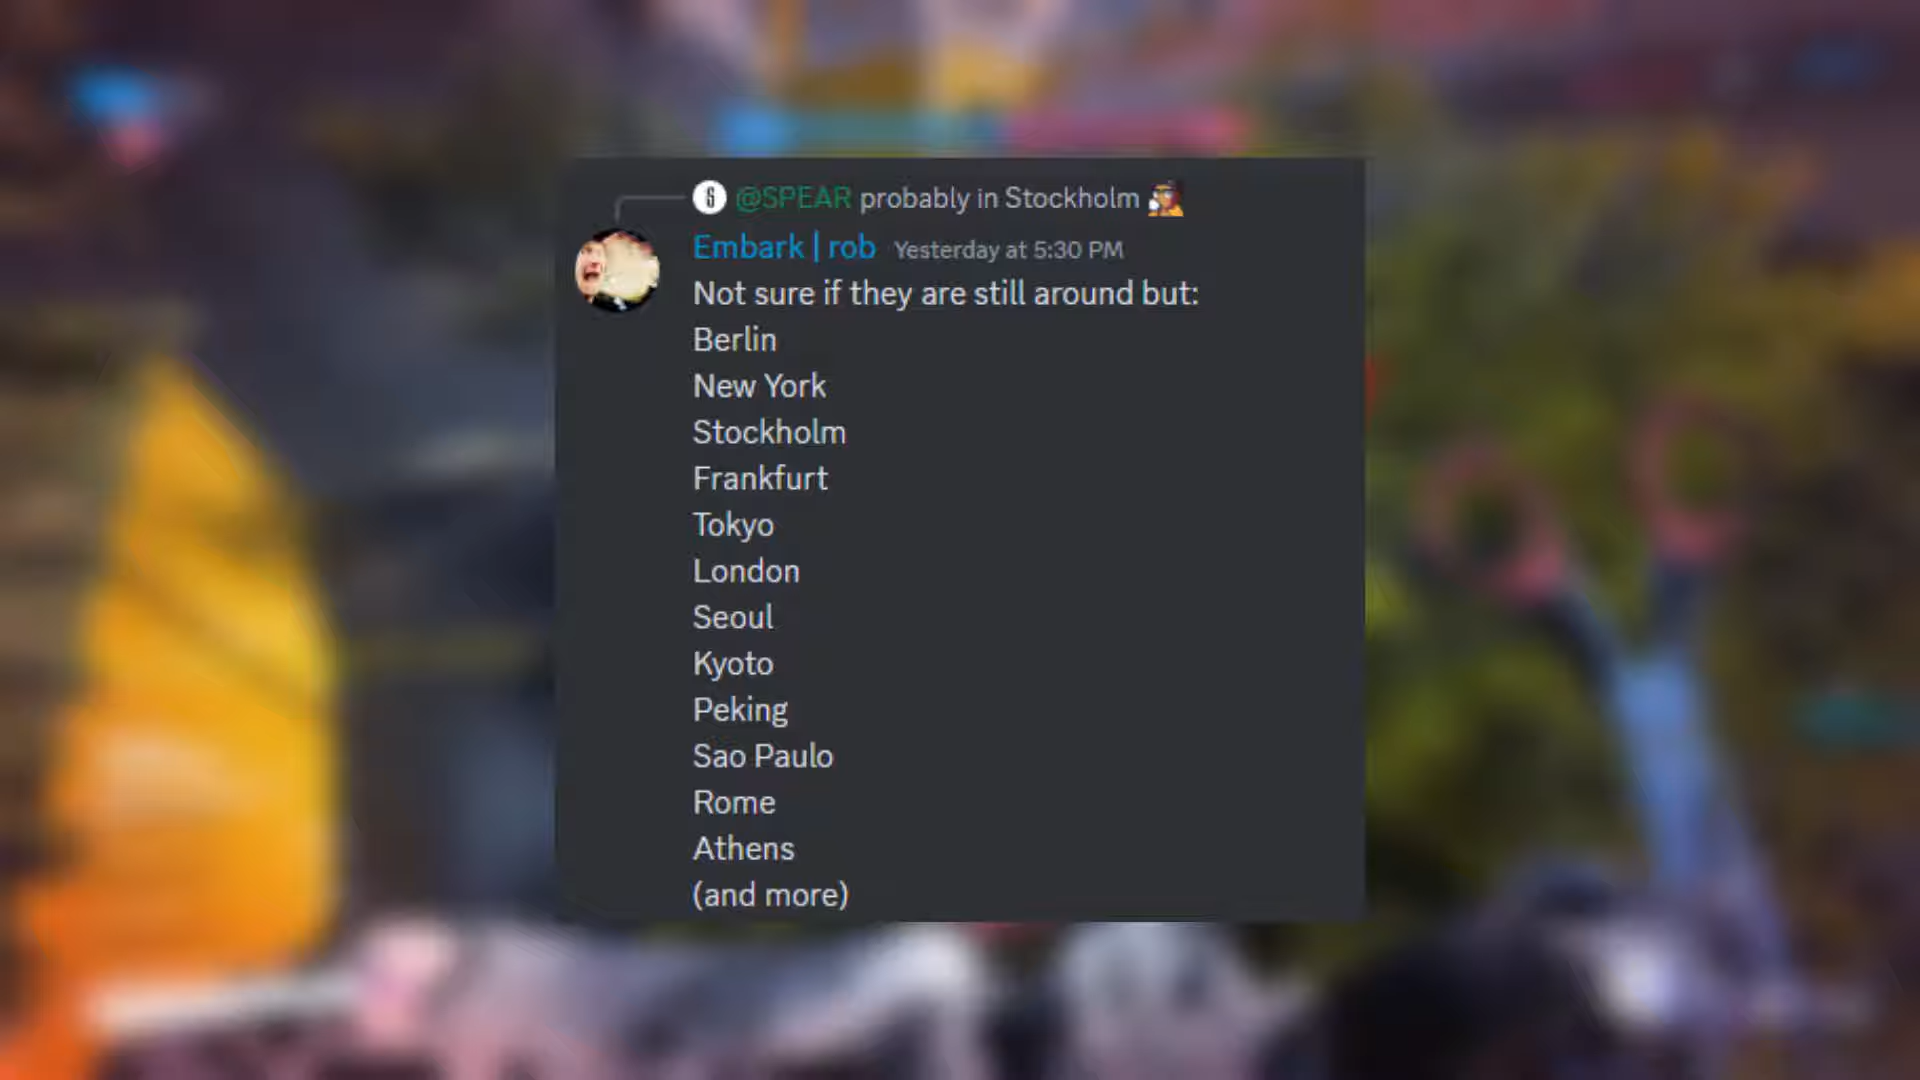 6 @SPEAR probably in Stockholm
Embark | rob Yesterday at 5:30 PM
Not sure if they are still around but:
Berlin
New York
Stockholm
Frankfurt
Tokyo
London
Seoul
Kyoto
Peking
Sao Paulo
Rome
Athens
(and more)